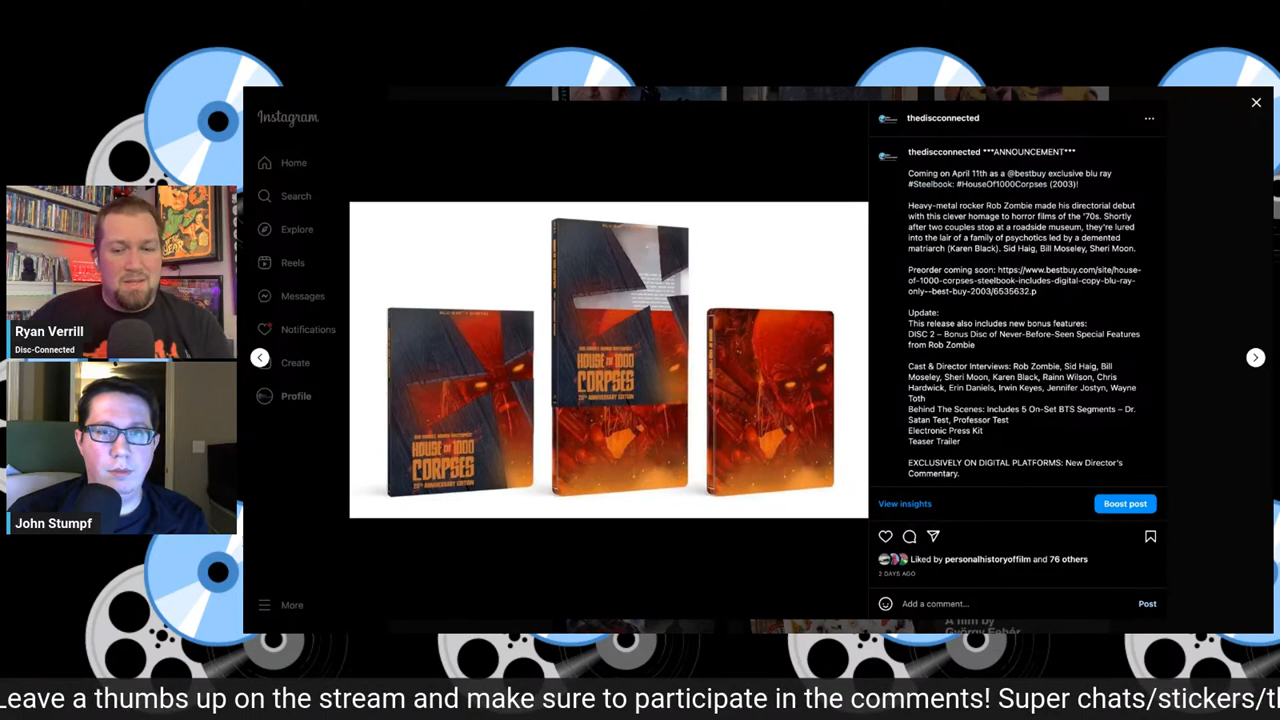 Instagram
Home
Search
Explore
Reels
Messages
Notifications
Create
Profile
More
Ryan Verrill
Disc-Connected
John Stumpf
BLU-RAY + DIGITAL
HOUSE OF 1000
CORPSES
20TH ANNIVERSARY EDITION
HOUSE OF 1000
CORPSES
20TH ANNIVERSARY EDITION
thediscconnected
thediscconnected ***ANNOUNCEMENT***
Coming on April 11th as a @bestbuy exclusive blu ray
#Steelbook: #HouseOf1000Corpses (2003)!
Heavy-metal rocker Rob Zombie made his directorial debut
with this clever homage to horror films of the '70s. Shortly
after two couples stop at a roadside museum, they're lured
into the lair of a family of psychotics led by a demented
matriarch (Karen Black). Sid Haig, Bill Moseley, Sheri Moon.
Preorder coming soon: https://www.bestbuy.com/site/house-
of-1000-corpses-steelbook-includes-digital-copy-blu-ray-
only--best-buy-2003/6535632.p
Update:
This release also includes new bonus features:
DISC 2 – Bonus Disc of Never-Before-Seen Special Features
from Rob Zombie
Cast & Director Interviews: Rob Zombie, Sid Haig, Bill
Moseley, Sheri Moon, Karen Black, Rainn Wilson, Chris
Hardwick, Erin Daniels, Irwin Keyes, Jennifer Jostyn, Wayne
Toth
Behind The Scenes: Includes 5 On-Set BTS Segments – Dr.
Satan Test, Professor Test
Electronic Press Kit
Teaser Trailer
EXCLUSIVELY ON DIGITAL PLATFORMS: New Director's
Commentary.
View insights
Boost post
Liked by personalhistoryoffilm and 76 others
2 DAYS AGO
Add a comment...
Post
A film by
György Fehér
Leave a thumbs up on the stream and make sure to participate in the comments! Super chats/stickers/t